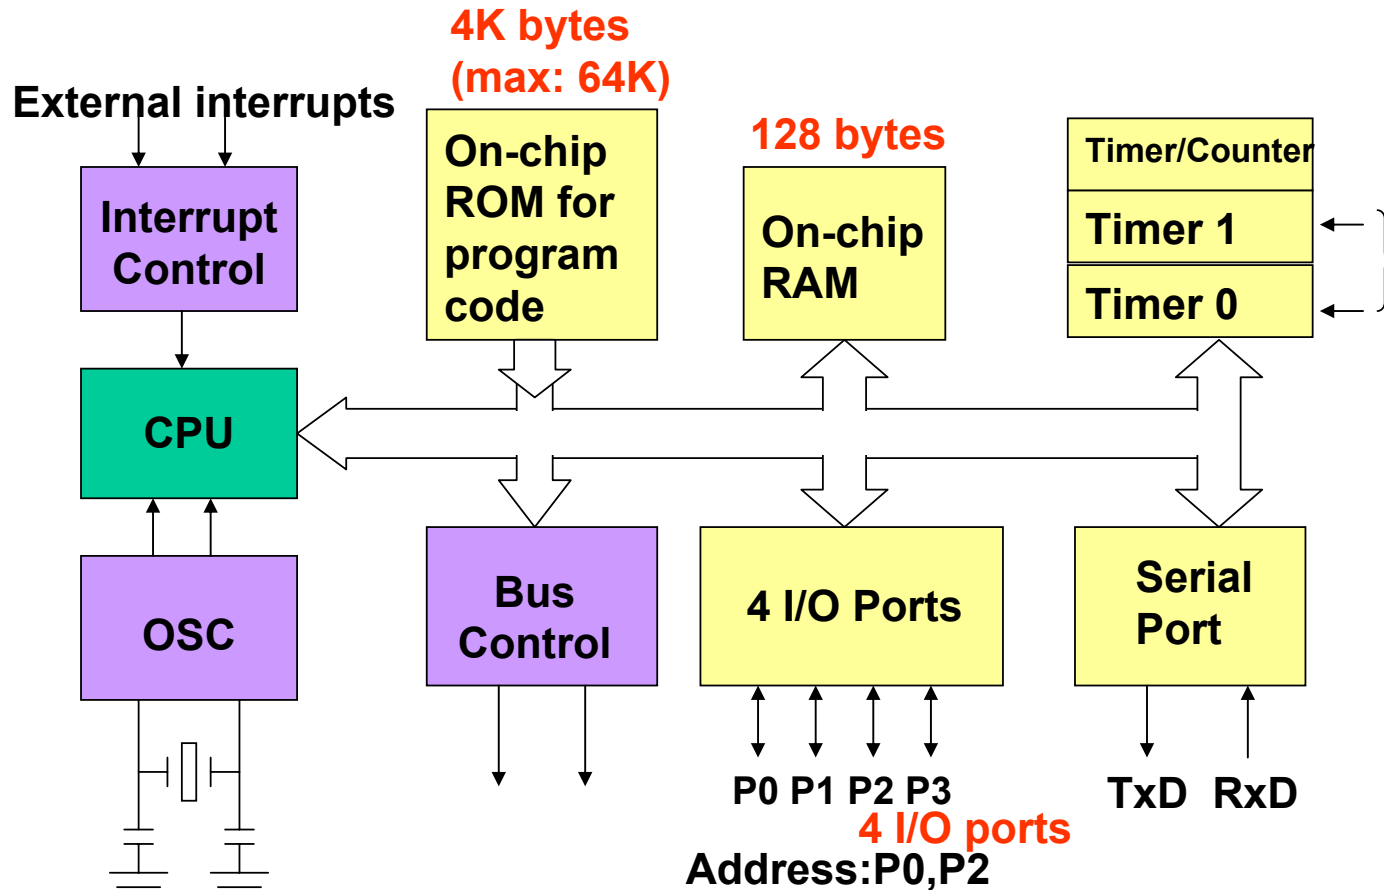 4K bytes
(max: 64K)
External interrupts
On-chip
ROM for
program
code
128 bytes
On-chip
RAM
Timer/Counter
Timer 1
Timer 0
Interrupt
Control
CPU
OSC
Bus
Control
4 I/O Ports
Serial
Port
P0 P1 P2 P3
TxD RxD
4 I/O ports
Address:P0,P2